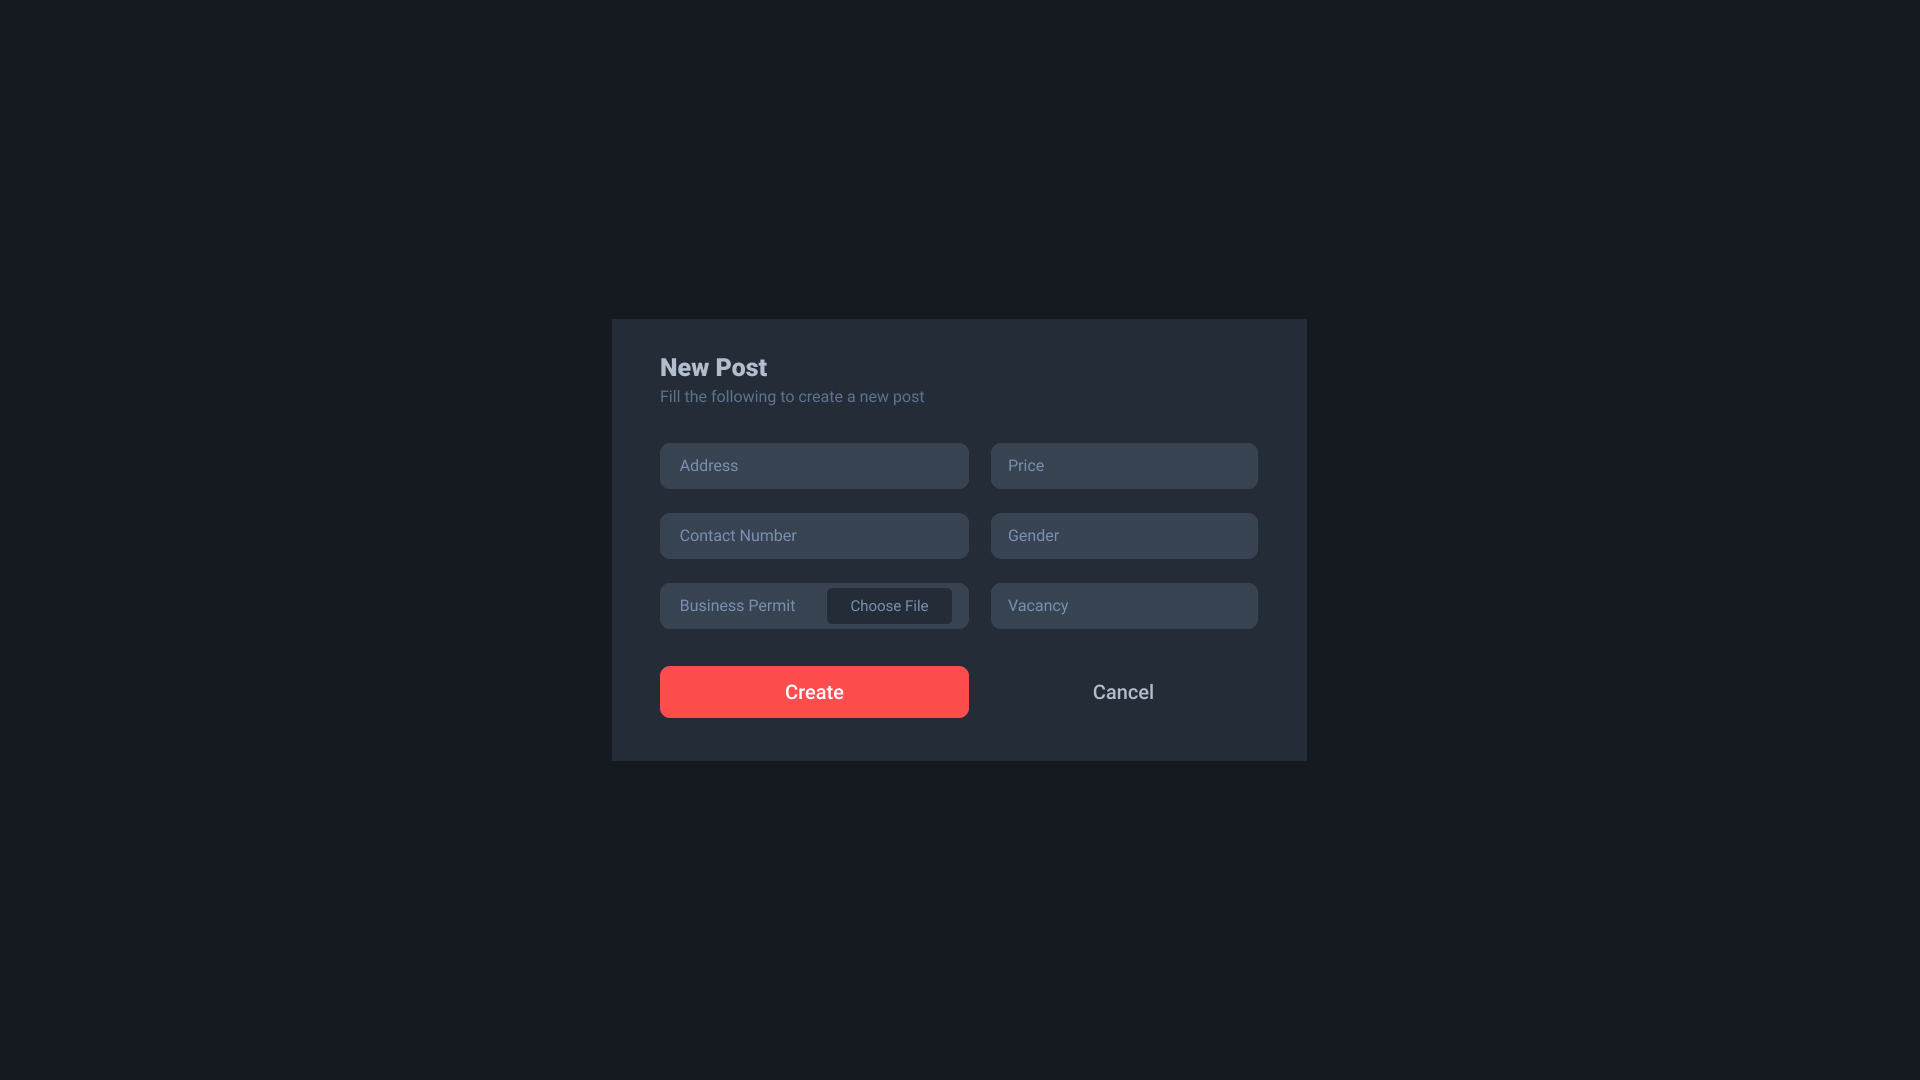 New Post
Fill the following to create a new post
Address
Price
Contact Number
Gender
Business Permit
Choose File
Vacancy
Create
Cancel